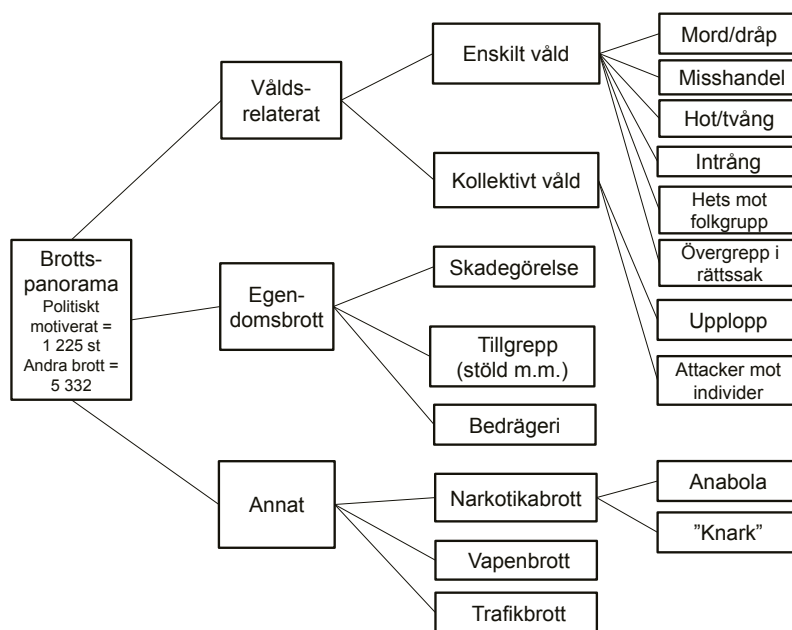 Brotts-
panorama
Politiskt
motiverat =
1 225 st
Andra brott =
5 332
Vålds-
relaterat
Egen-
domsbrott
Annat
Enskilt våld
Kollektivt våld
Skadegörelse
Tillgrepp
(stöld m.m.)
Bedrägeri
Narkotikabrott
Vapenbrott
Trafikbrott
Mord/dråp
Misshandel
Hot/tvång
Intrång
Hets mot
folkgrupp
Övergrepp i
rättssak
Upplopp
Attacker mot
individer
Anabola
”Knark”